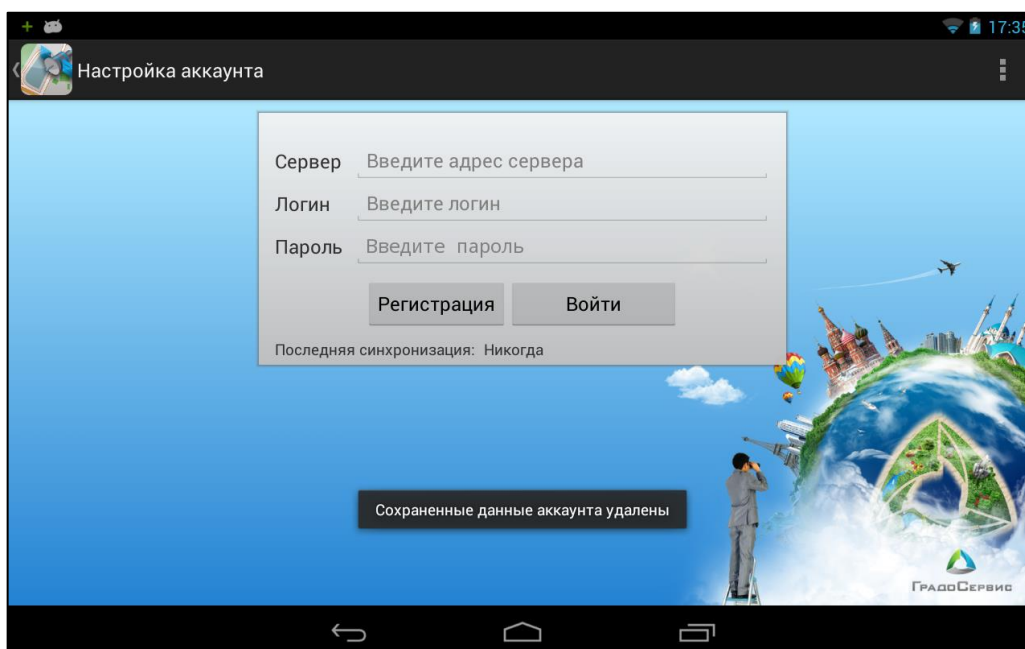 17:35
Настройка аккаунта
Сервер Введите адрес сервера
Логин Введите логин
Пароль Введите пароль
Регистрация Войти
Последняя синхронизация: Никогда
Сохраненные данные аккаунта удалены
ГрадоСервис